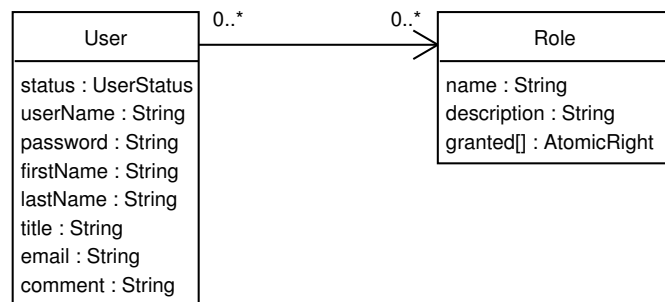 User
status : UserStatus
userName : String
password : String
firstName : String
lastName : String
title : String
email : String
comment : String
0..*
0..*
Role
name : String
description : String
granted[] : AtomicRight